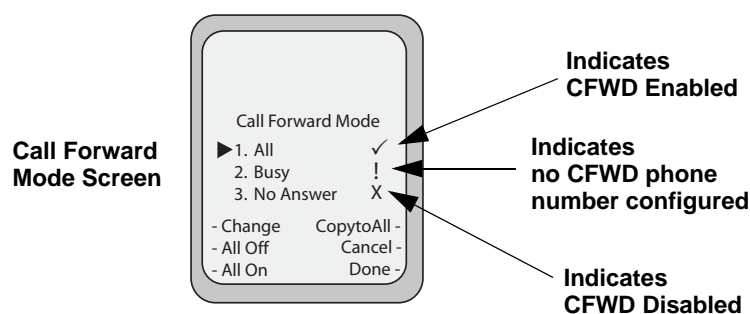 Call Forward
Mode Screen
Call Forward Mode
1. All ✓
2. Busy !
3. No Answer X
- Change CopytoAll -
- All Off Cancel -
- All On Done -
Indicates
CFWD Enabled
Indicates
no CFWD phone
number configured
Indicates
CFWD Disabled